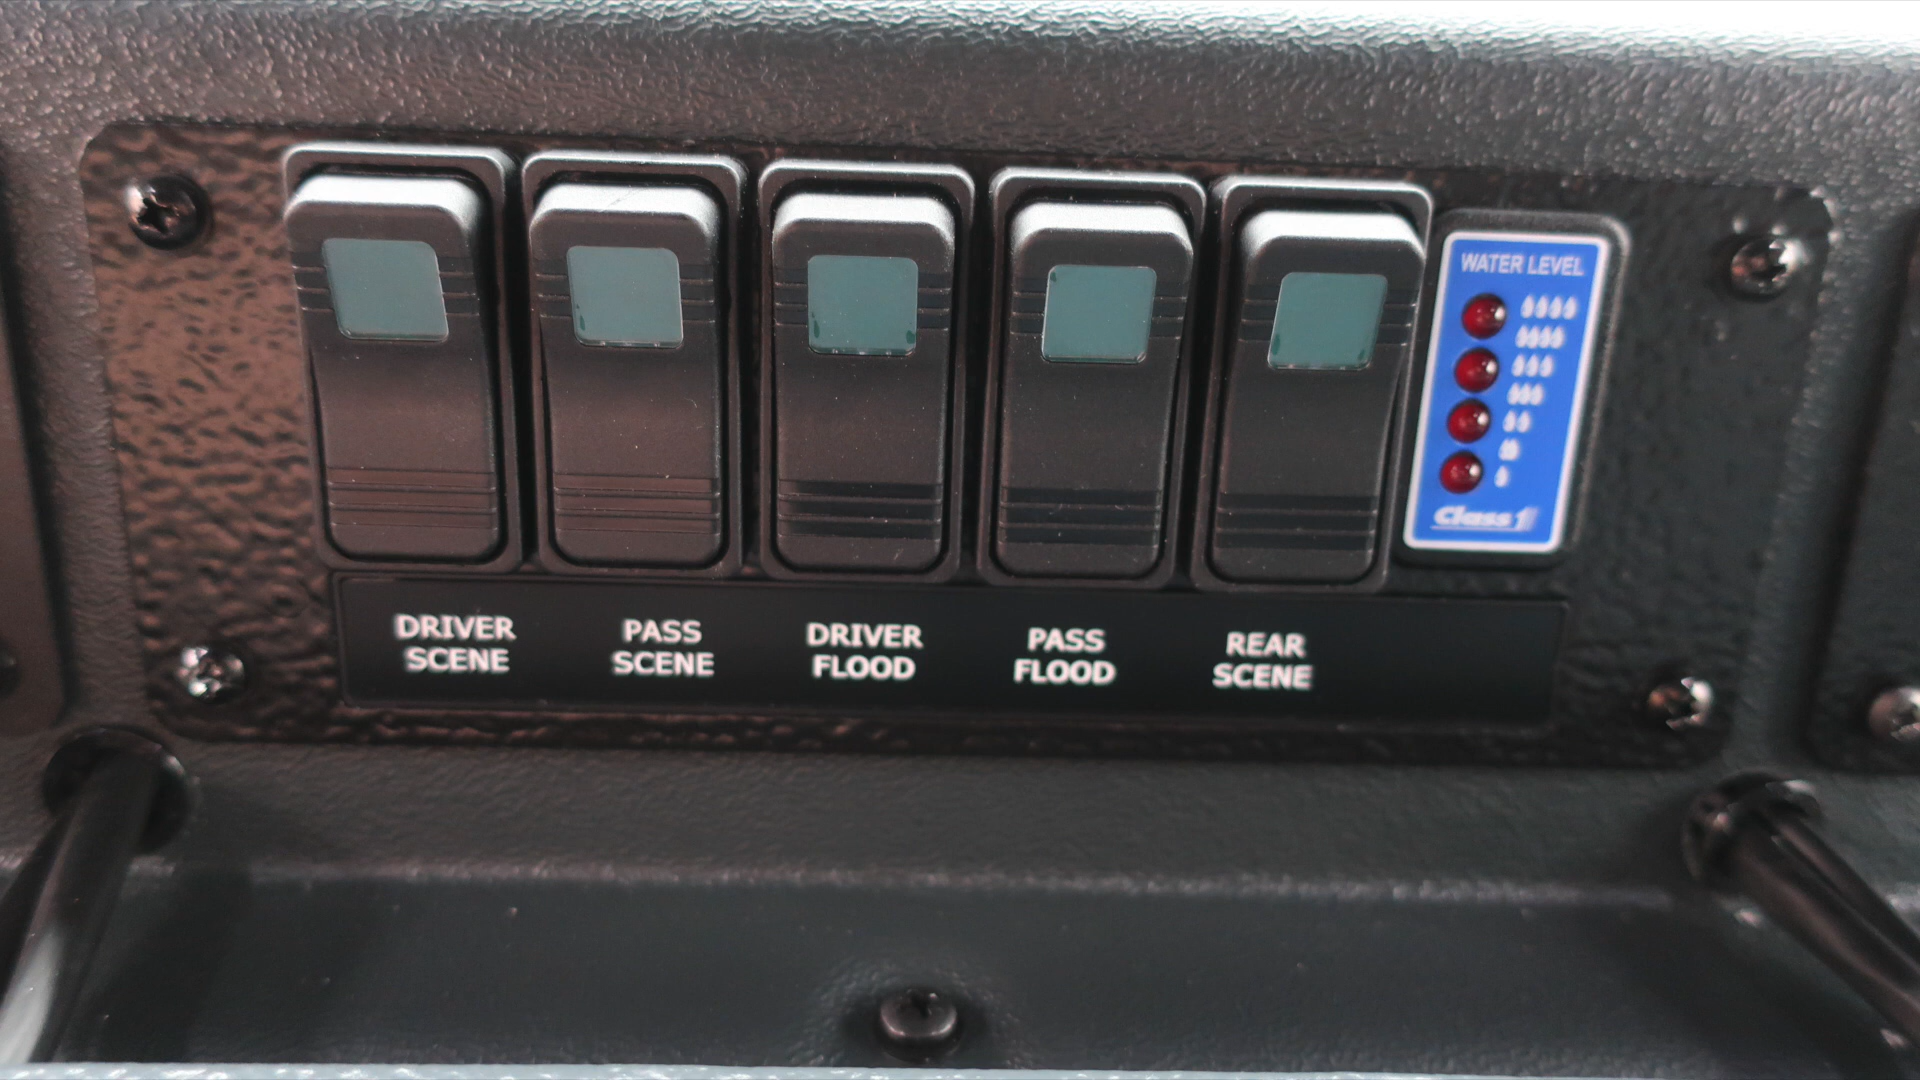 WATER LEVEL
Class 1
DRIVER
SCENE
PASS
SCENE
DRIVER
FLOOD
PASS
FLOOD
REAR
SCENE